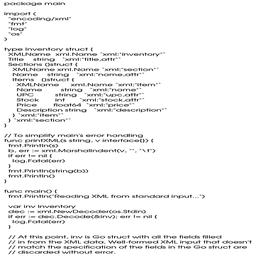 package main
import (
"encoding/xml"
"fmt"
"log"
"os"
)
type Inventory struct {
XMLName xml.Name `xml:"inventory"`
Title string `xml:"title,attr"`
Sections []struct {
XMLName xml.Name `xml:"section"`
Name string `xml:"name,attr"`
Items []struct {
XMLName xml.Name `xml:"item"`
Name string `xml:"name"`
UPC string `xml:"upc,attr"`
Stock int `xml:"stock,attr"`
Price float64 `xml:"price"`
Description string `xml:"description"`
} `xml:"item"`
} `xml:"section"`
}
// To simplify main's error handling
func printXML(s string, v interface{}) {
fmt.Println(s)
b, err := xml.MarshalIndent(v, "", "\t")
if err != nil {
log.Fatal(err)
}
fmt.Println(string(b))
fmt.Println()
}
func main() {
fmt.Println("Reading XML from standard input...")
var inv Inventory
dec := xml.NewDecoder(os.Stdin)
if err := dec.Decode(&inv); err != nil {
log.Fatal(err)
}
// At this point, inv is Go struct with all the fields filled
// in from the XML data. Well-formed XML input that doesn't
// match the specification of the fields in the Go struct are
// discarded without error.